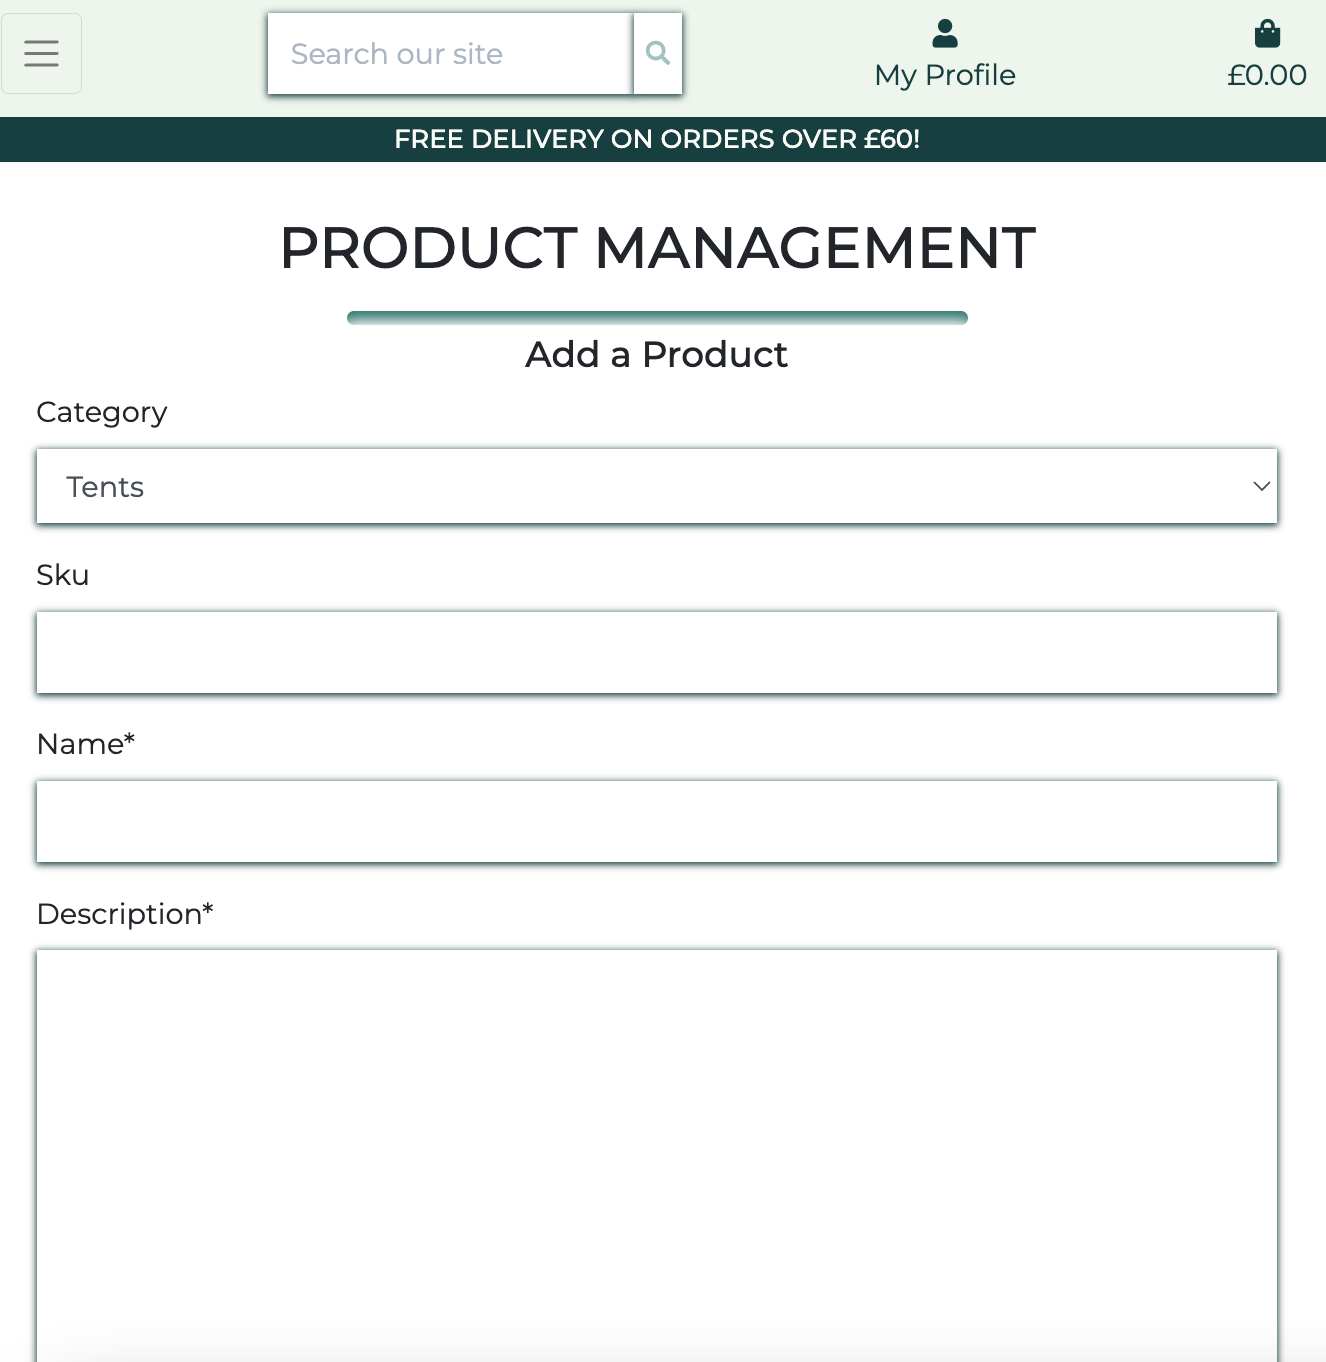 Search our site
My Profile
£0.00
FREE DELIVERY ON ORDERS OVER £60!
PRODUCT MANAGEMENT
Add a Product
Category
Tents
Sku
Name*
Description*